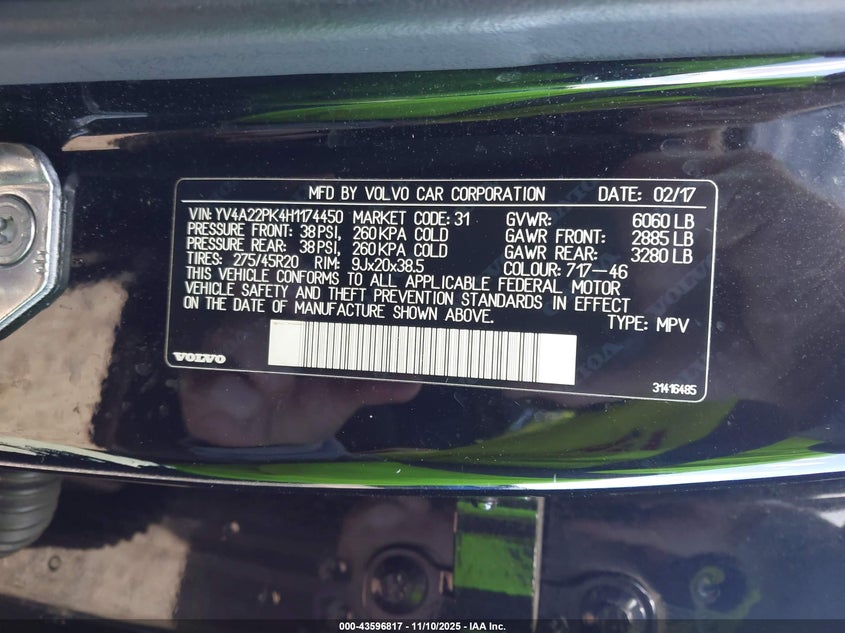 MFD BY VOLVO CAR CORPORATION DATE: 02/17
VIN: YV4A22PK4H1174450 MARKET CODE: 31 GVWR: 6060 LB
PRESSURE FRONT: 38 PSI, 260 KPA COLD GAWR FRONT: 2885 LB
PRESSURE REAR: 38 PSI, 260 KPA COLD GAWR REAR: 3280 LB
TIRES: 275/45R20 RIM: 9Jx20x38.5 COLOUR: 717-46
THIS VEHICLE CONFORMS TO ALL APPLICABLE FEDERAL MOTOR
VEHICLE SAFETY AND THEFT PREVENTION STANDARDS IN EFFECT
ON THE DATE OF MANUFACTURE SHOWN ABOVE.
TYPE: MPV
VOLVO
31416485
000-43596817 - 11/10/2025 - IAA Inc.